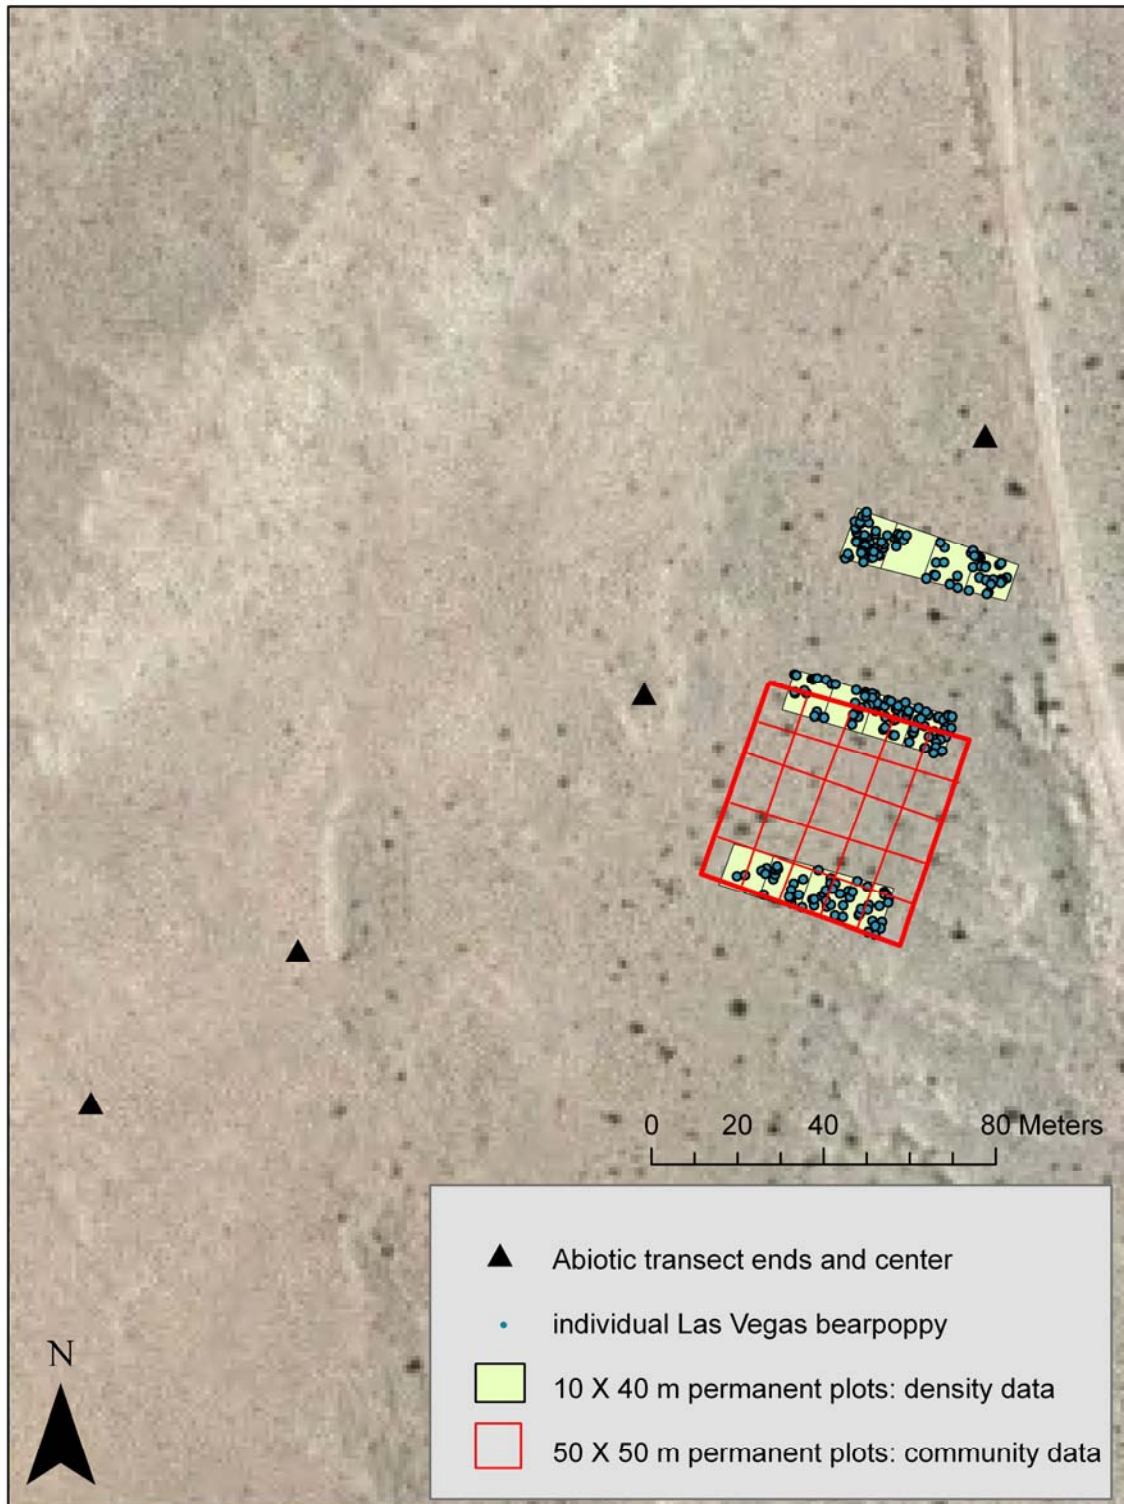 0 20 40 80 Meters
Abiotic transect ends and center
individual Las Vegas bearpoppy
N
10 X 40 m permanent plots: density data
50 X 50 m permanent plots: community data